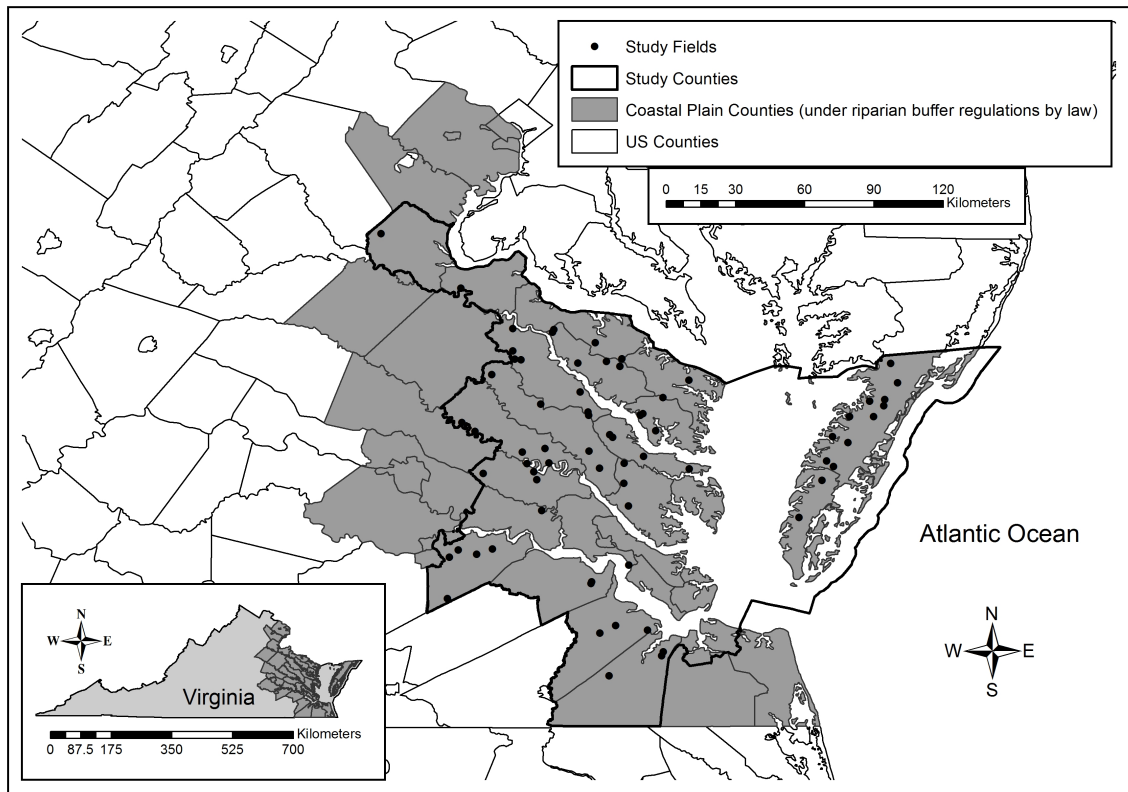 Study Fields
Study Counties
Coastal Plain Counties (under riparian buffer regulations by law)
US Counties
0 15 30 60 90 120
Kilometers
Atlantic Ocean
N
W E
S
N
W E
S
Virginia
Kilometers
0 87.5 175 350 525 700